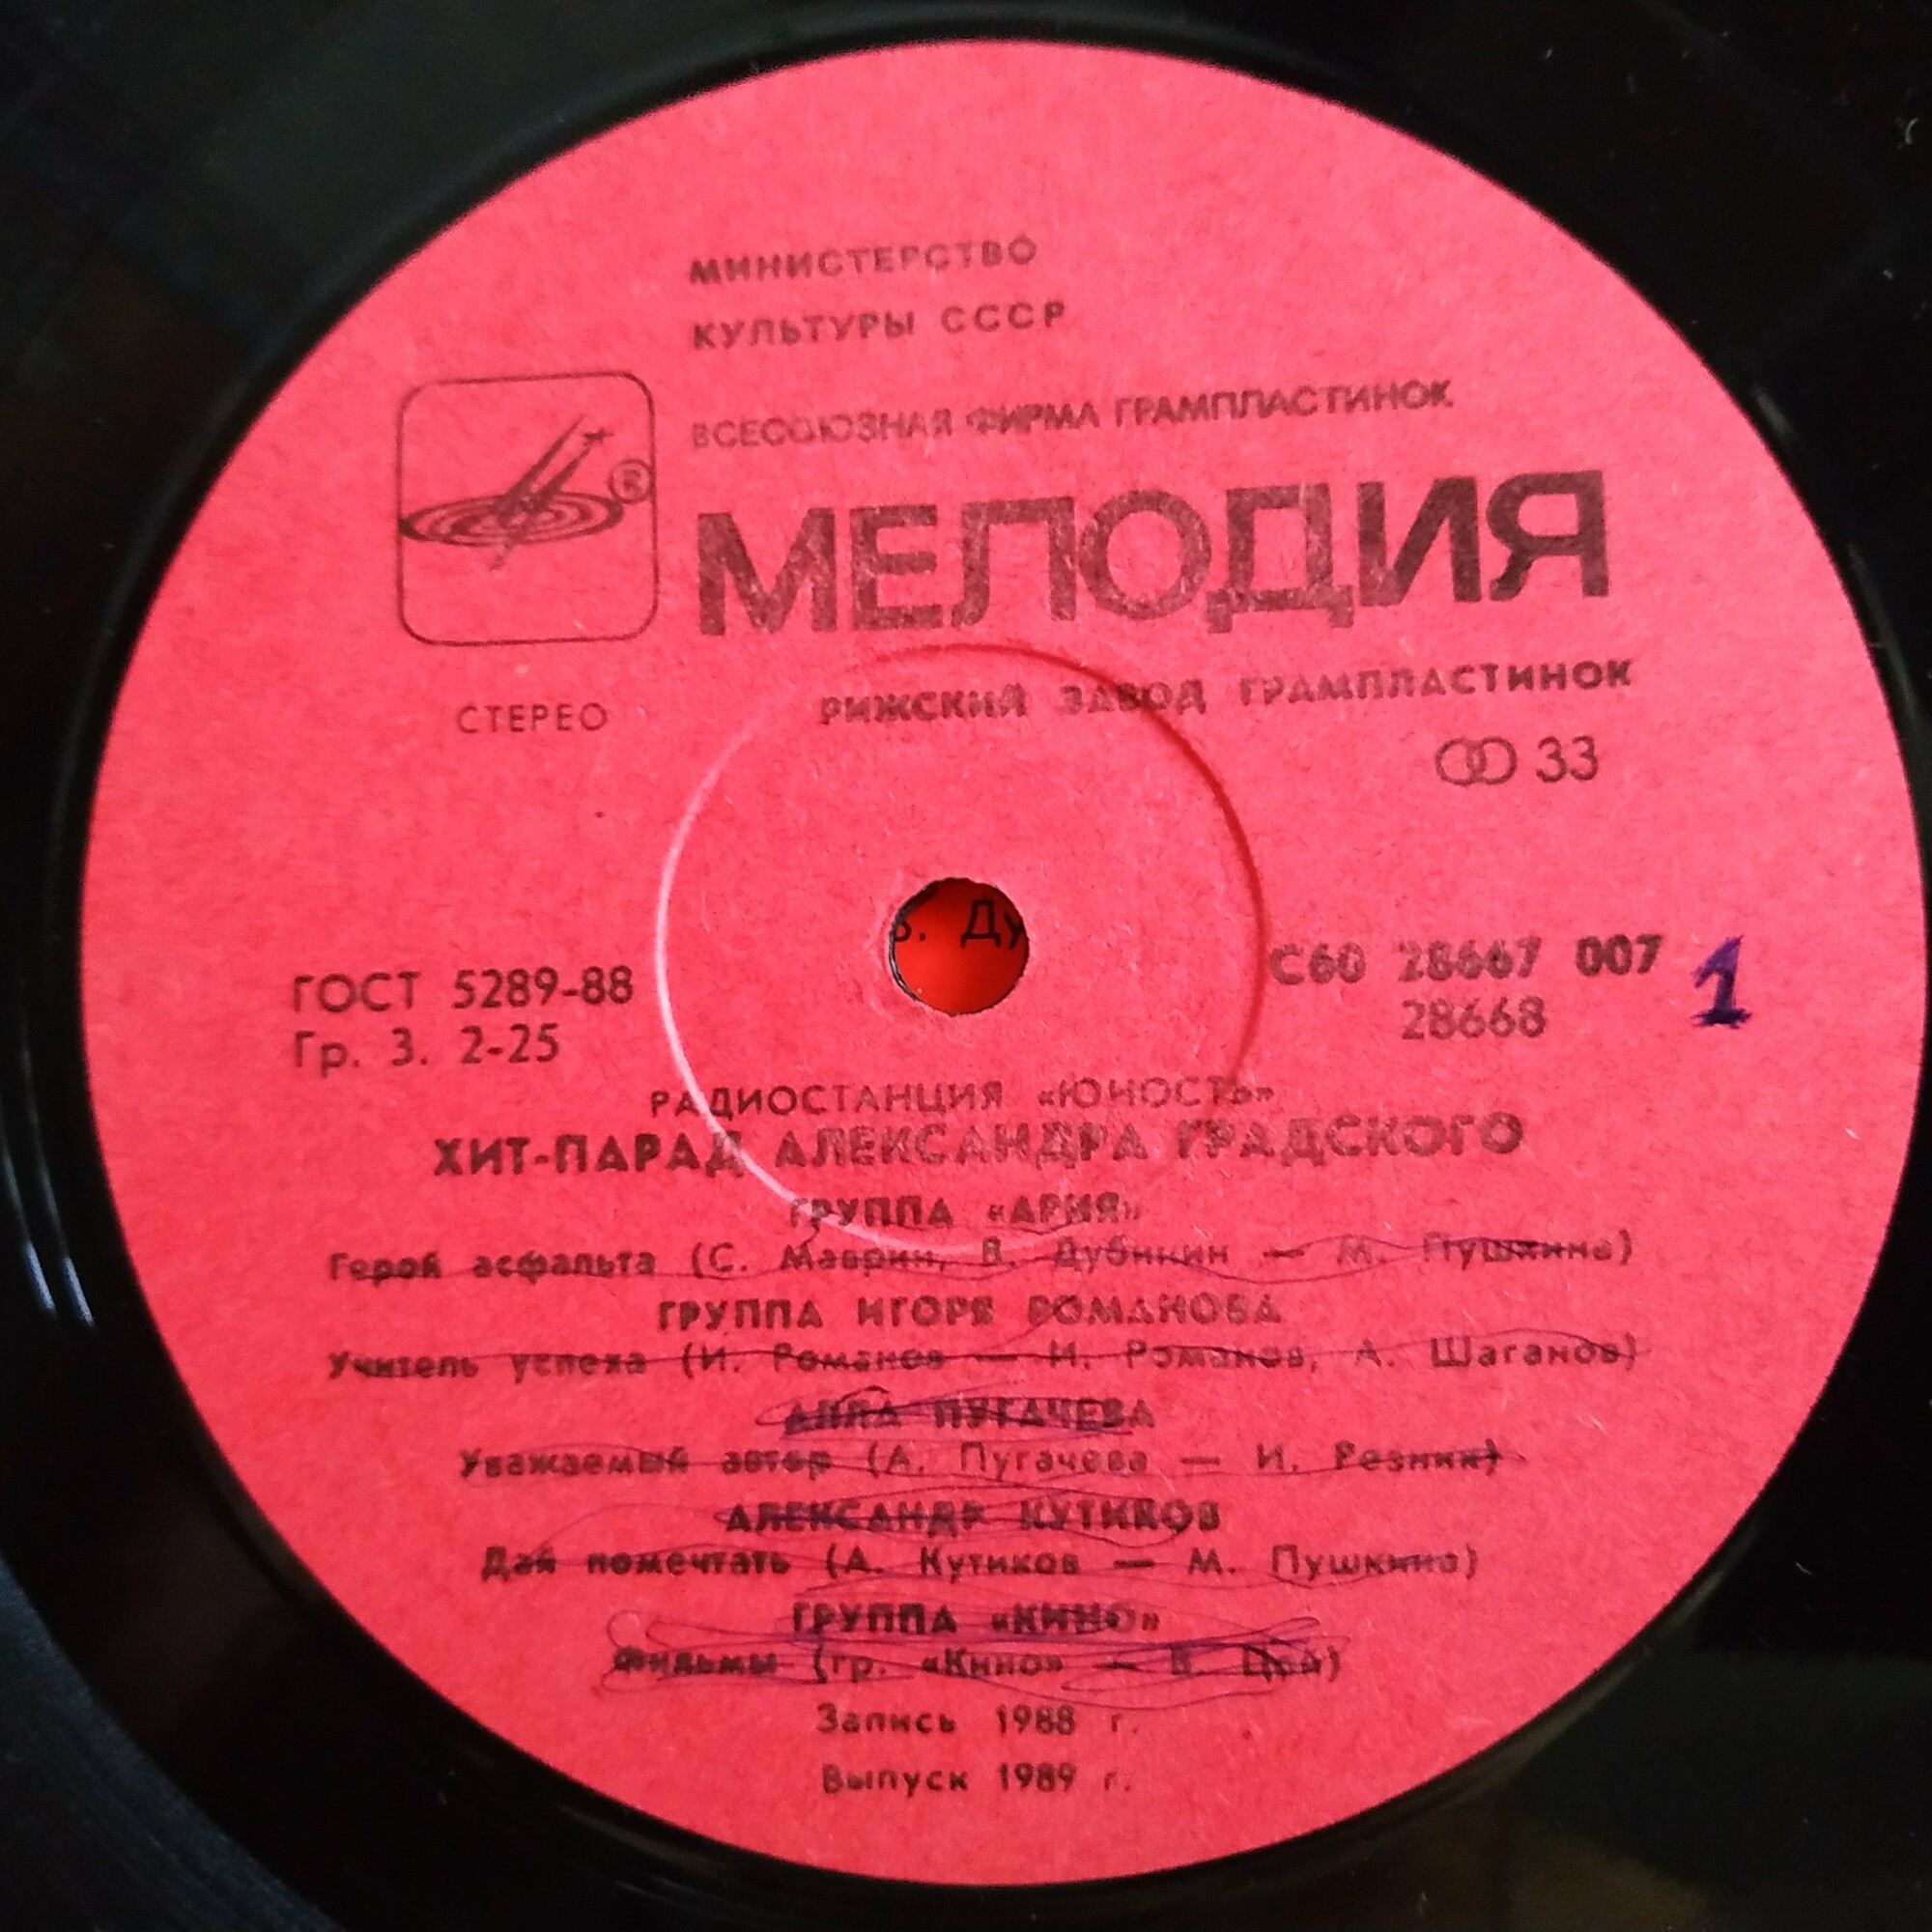 МИНИСТЕРСТВО
КУЛЬТУРЫ СССР
ВСЕСОЮЗНАЯ ФИРМА ГРАМПЛАСТИНОК
®
МЕЛОДИЯ
СТЕРЕО
РИЖСКИЙ ЗАВОД ГРАМПЛАСТИНОК
33
В. Ду
ГОСТ 5289-88
Гр. 3. 2-25
С60 28667 007 1
28668
РАДИОСТАНЦИЯ «ЮНОСТЬ»
ХИТ-ПАРАД АЛЕКСАНДРА ГРАДСКОГО
ГРУППА «АРИЯ»
Герой асфальта (С. Маврин, В. Дубинин — М. Пушкина)
ГРУППА ИГОРЯ РОМАНОВА
Учитель успеха (И. Романов — И. Романов, А. Шаганов)
АЛЛА ПУГАЧЕВА
Уважаемый автор (А. Пугачева — И. Резник)
АЛЕКСАНДР КУТИКОВ
Дай помечтать (А. Кутиков — М. Пушкина)
ГРУППА «КИНО»
Фильмы (гр. «Кино» — В. Цой)
Запись 1988 г.
Выпуск 1989 г.